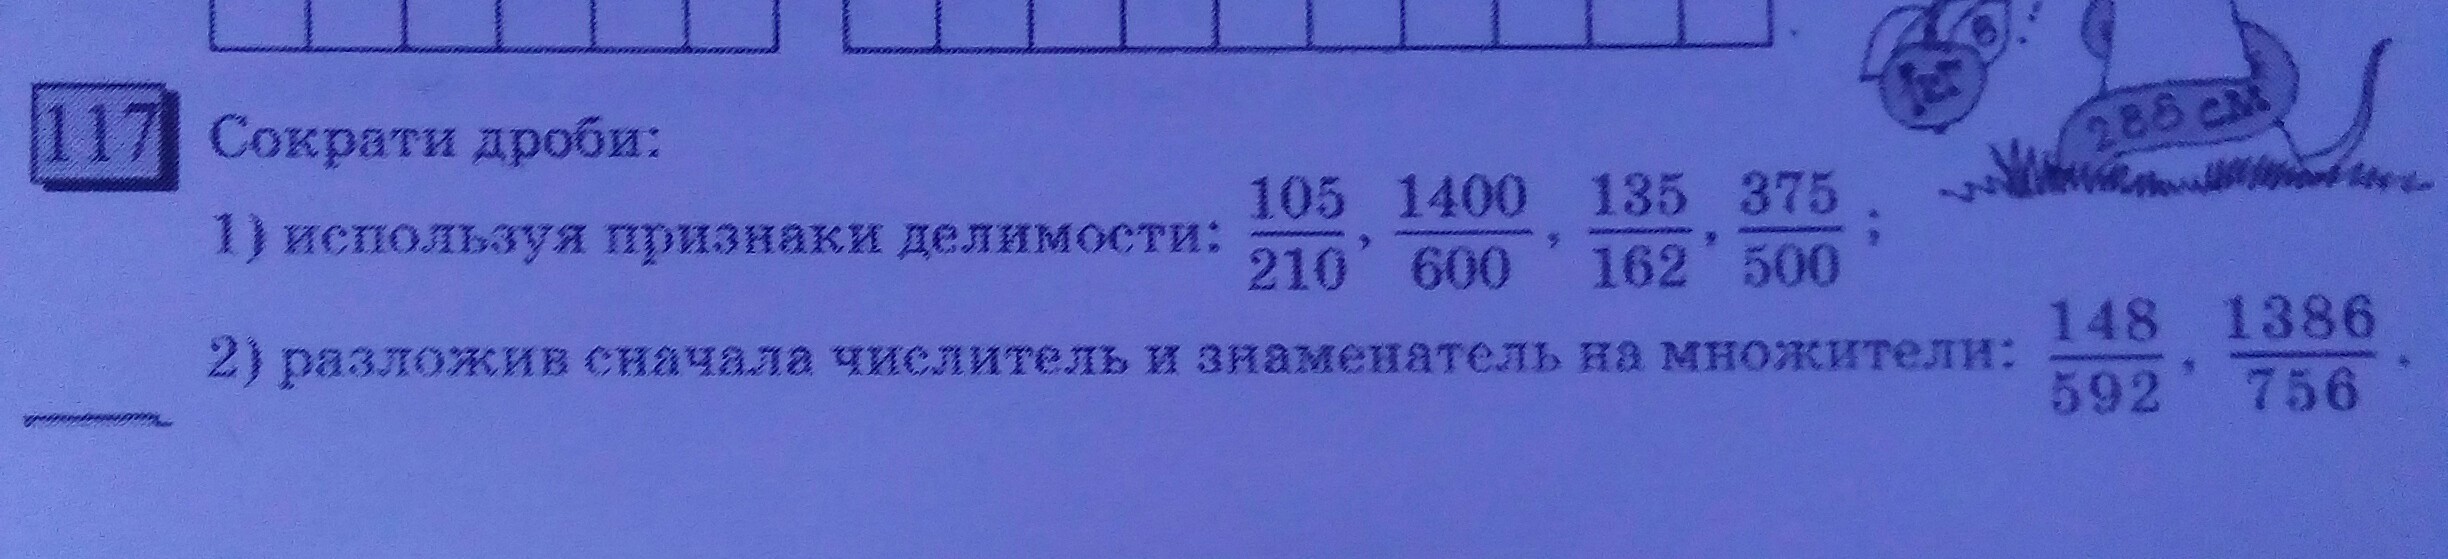 288 см
117 Сократи дроби:
1) используя признаки делимости: 105/210, 1400/600, 135/162, 375/500;
2) разложив сначала числитель и знаменатель на множители: 148/592, 1386/756.